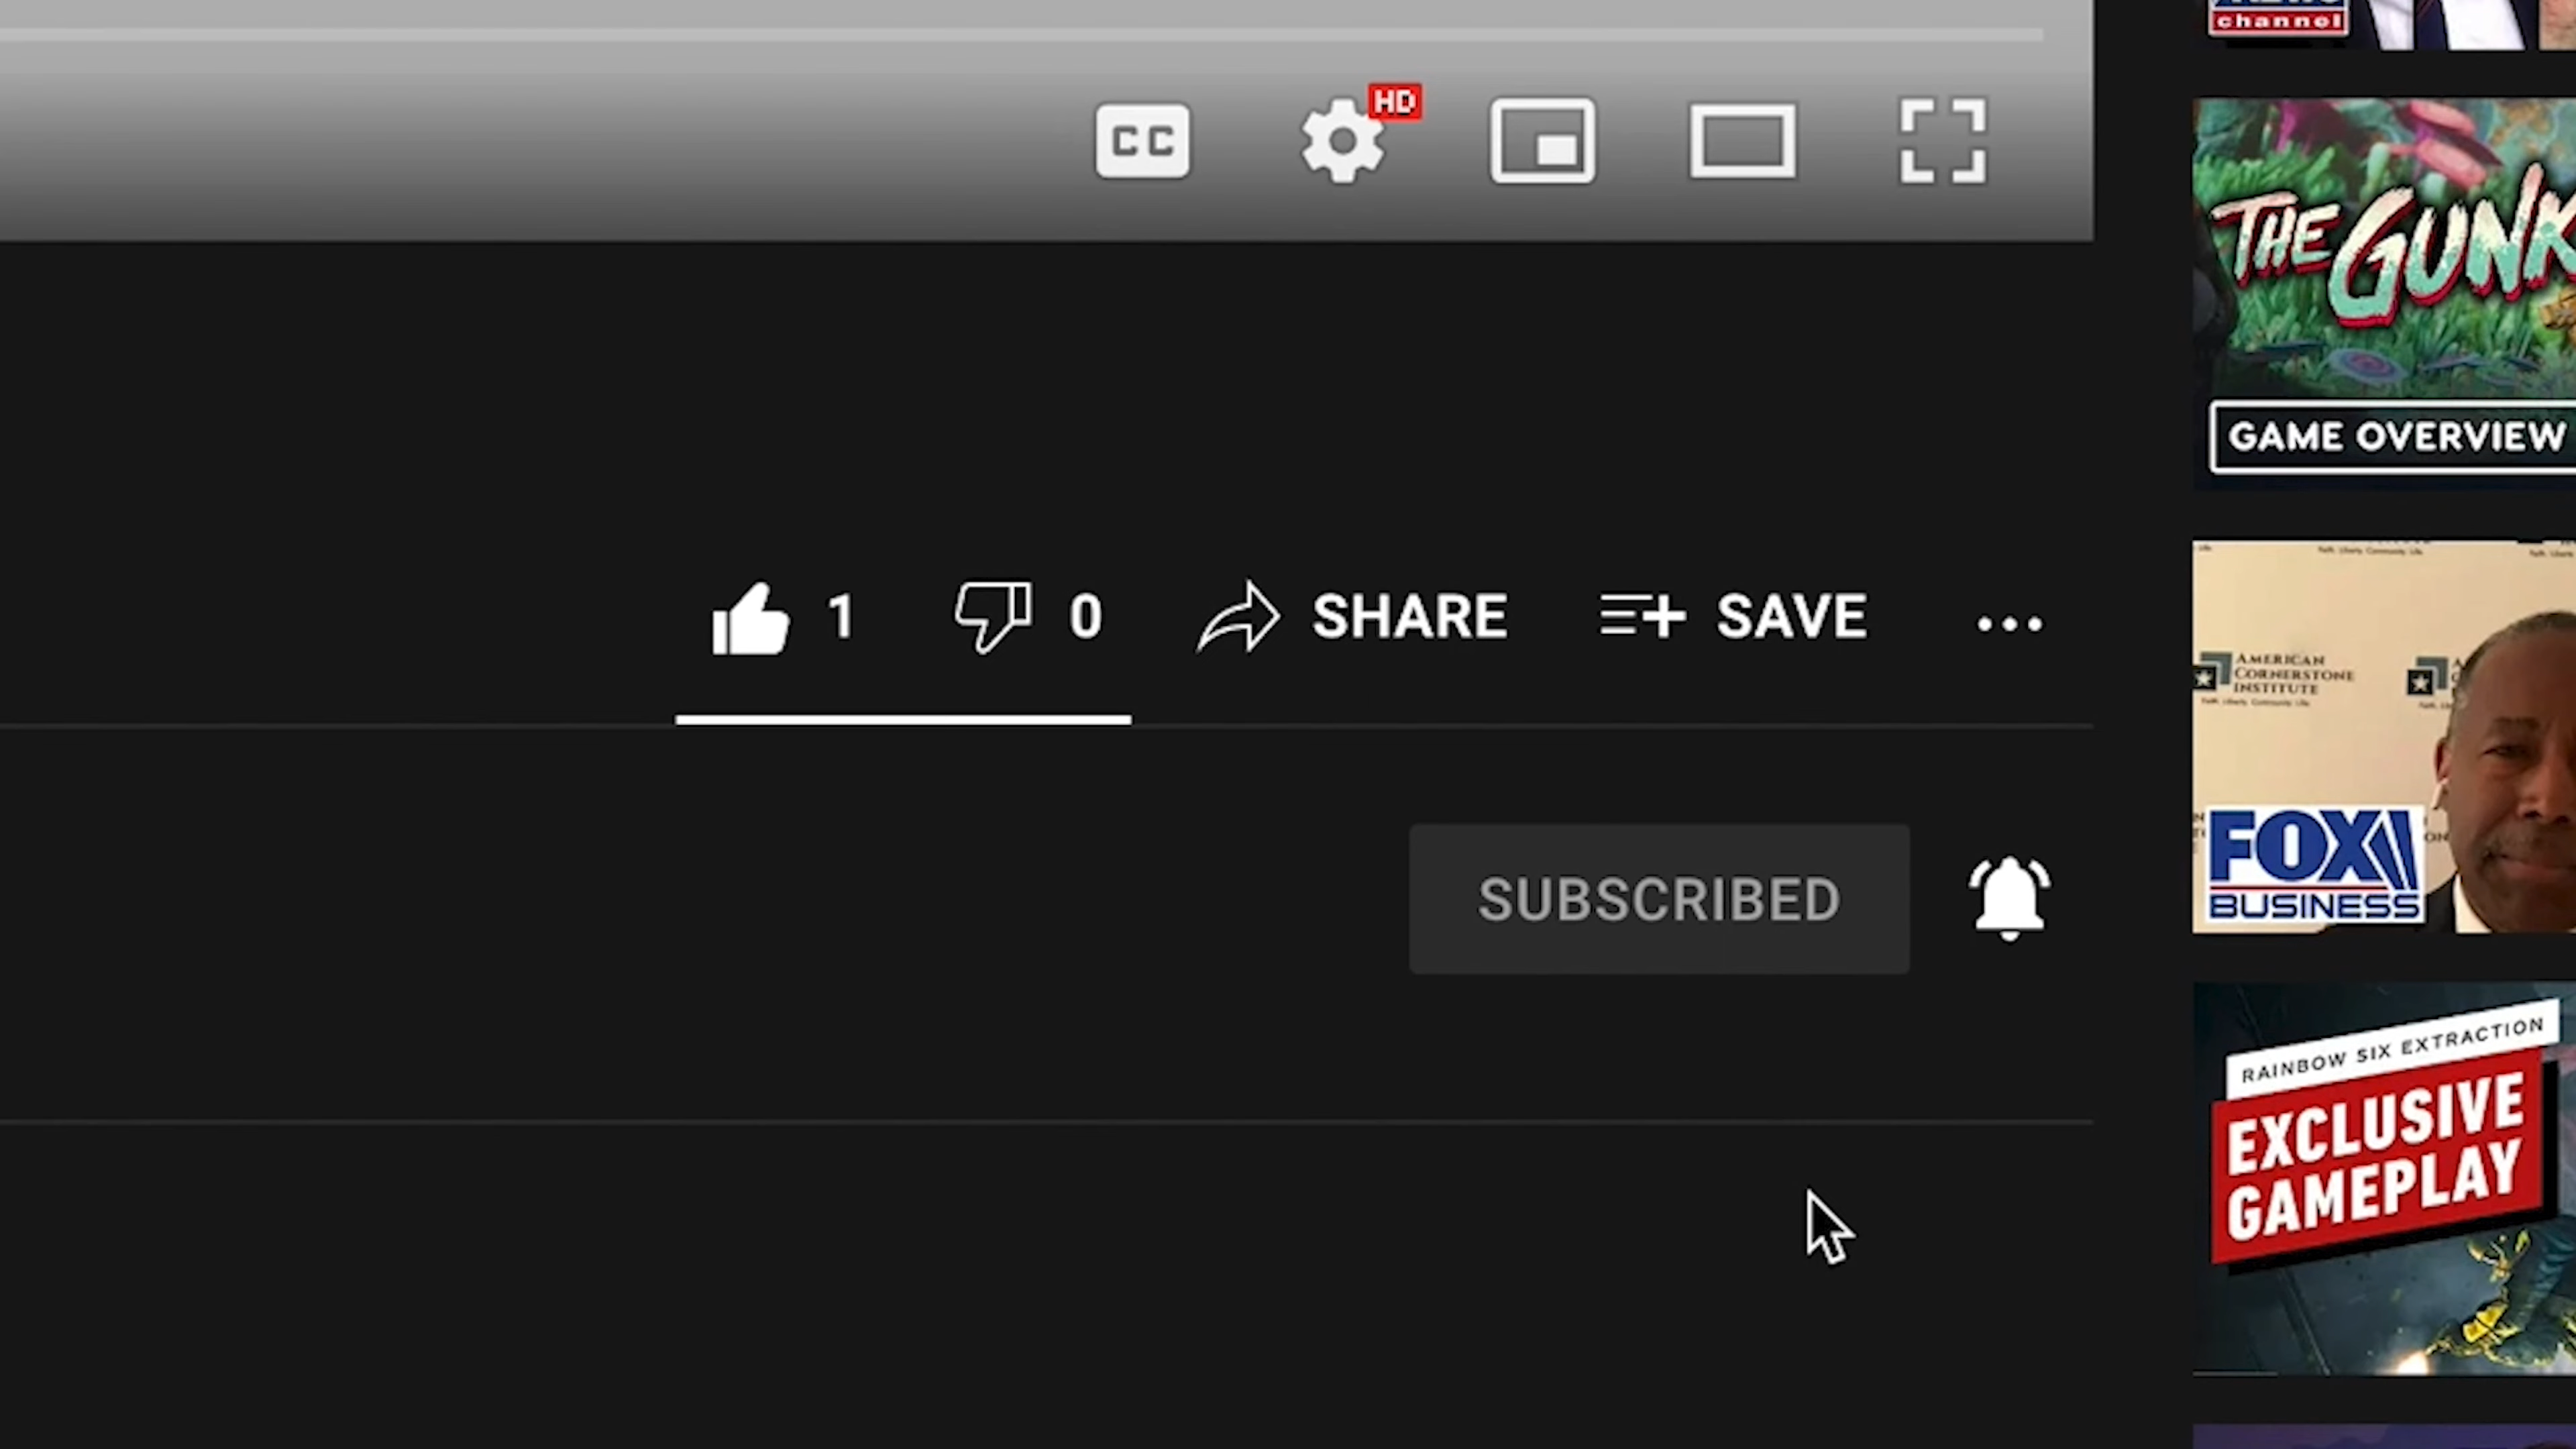 channel
CC
HD
THE GUNK
GAME OVERVIEW
1
0
SHARE
SAVE
AMERICAN
CORNERSTONE
INSTITUTE
SUBSCRIBED
FOX
BUSINESS
RAINBOW SIX EXTRACTION
EXCLUSIVE
GAMEPLAY